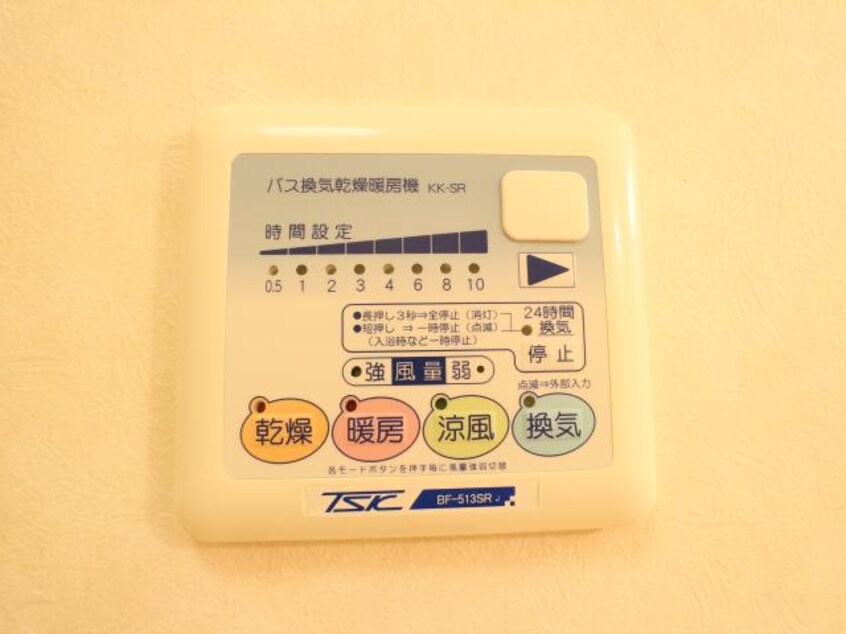 バス換気乾燥暖房機 KK-SR
時間設定
0.5 1 2 3 4 6 8 10
●長押し3秒⇒全停止（消灯）
●短押し ⇒ 一時停止（点滅）
（入浴時など一時停止）
24時間
換気
停止
強 風量 弱
点滅⇒外部入力
乾燥 暖房 涼風 換気
各モードボタンを押す毎に風量強弱切替
TSK BF-513SRJ